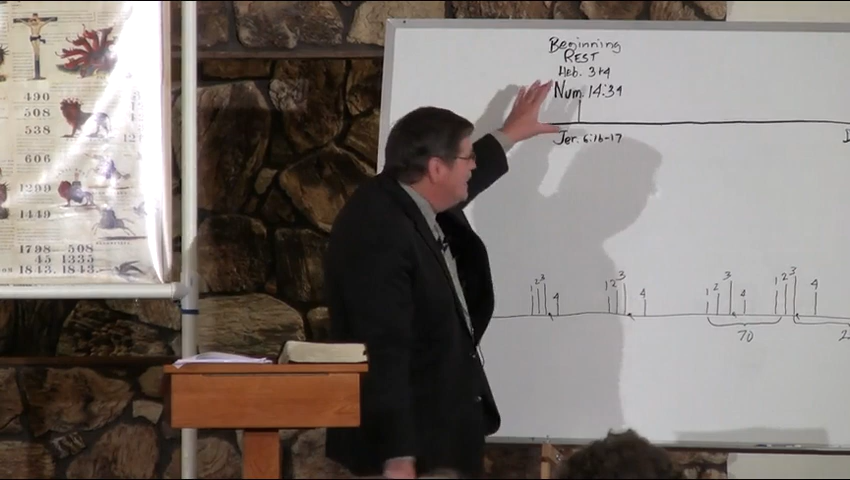 490
508
538
606
1299
1449
1798 - 508
45 1335
1843. 1843.
Beginning
REST
Heb. 3+4
Num. 14:34
Jer. 6:16-17
1 2 3 4
1 2 3 4
1 2 3 4
1 2 3 4
70